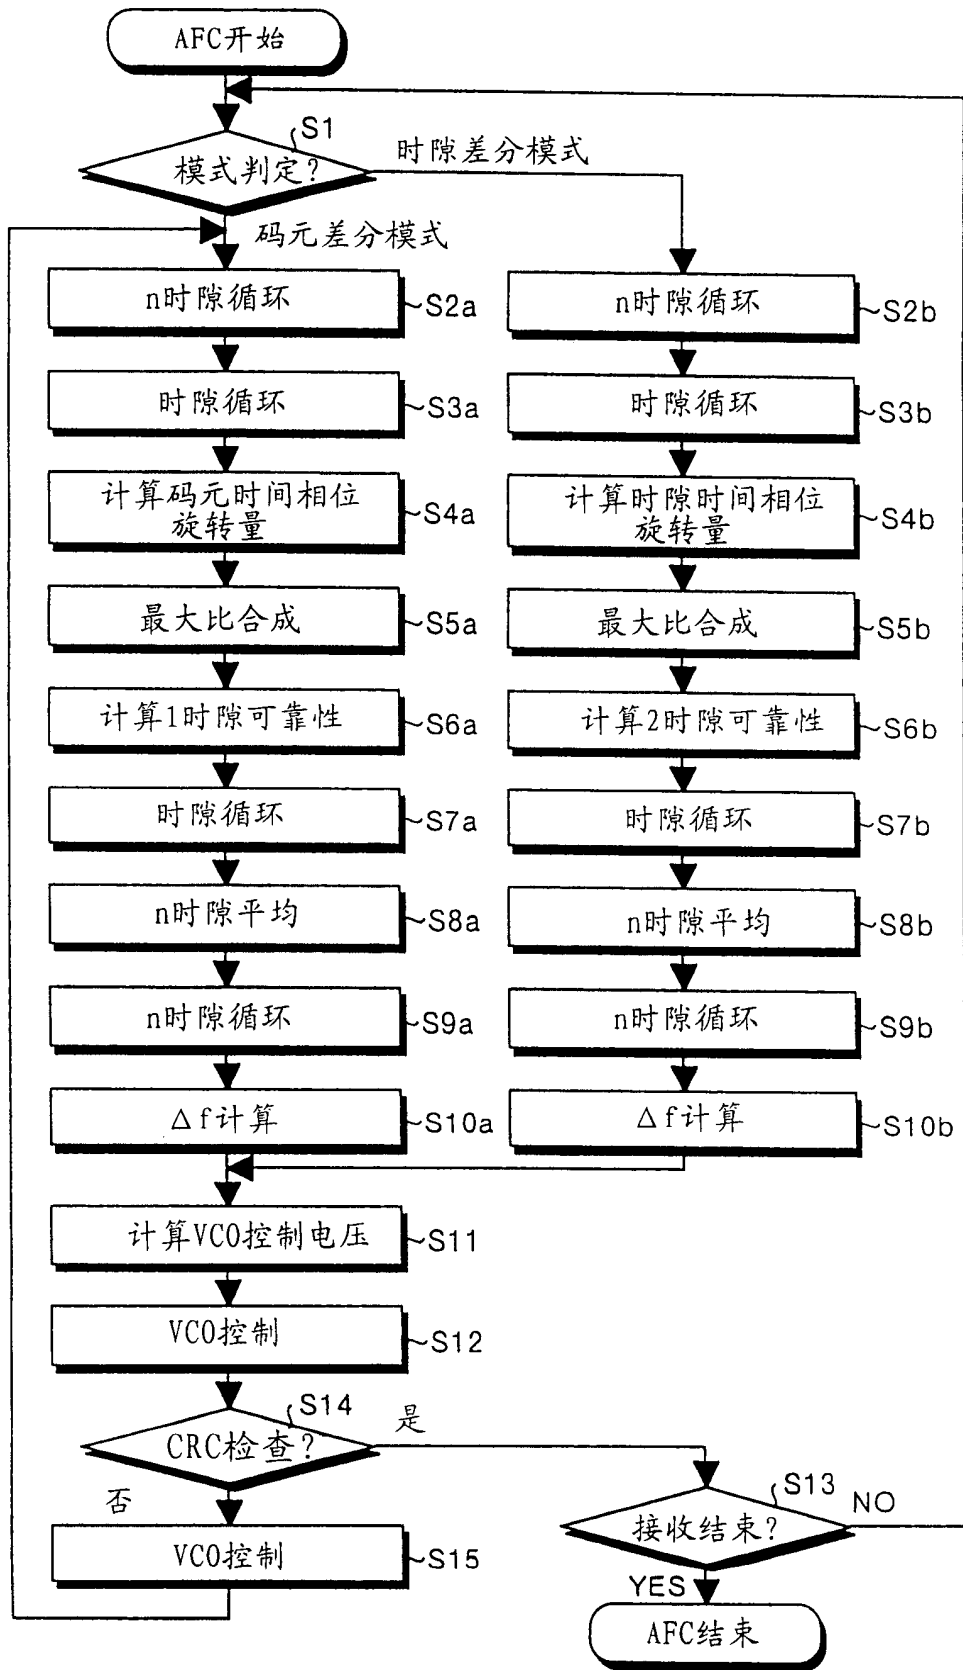 AFC开始
S1
模式判定?
时隙差分模式
码元差分模式
n时隙循环
S2a
n时隙循环
S2b
时隙循环
S3a
时隙循环
S3b
计算码元时间相位
旋转量
S4a
计算时隙时间相位
旋转量
S4b
最大比合成
S5a
最大比合成
S5b
计算1时隙可靠性
S6a
计算2时隙可靠性
S6b
时隙循环
S7a
时隙循环
S7b
n时隙平均
S8a
n时隙平均
S8b
n时隙循环
S9a
n时隙循环
S9b
Δf计算
S10a
Δf计算
S10b
计算VCO控制电压
S11
VCO控制
S12
S14
CRC检查?
是
否
S13
接收结束?
NO
VCO控制
S15
YES
AFC结束